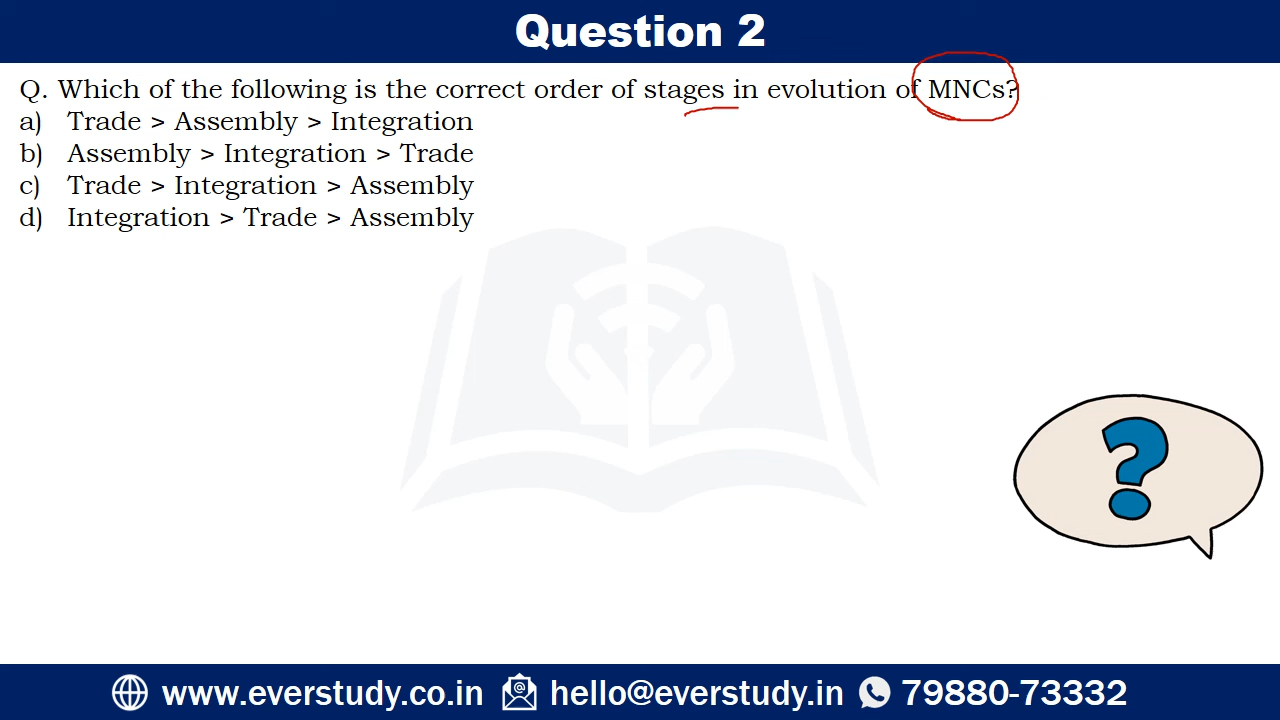 Question 2
Q. Which of the following is the correct order of stages in evolution of MNCs?
a) Trade > Assembly > Integration
b) Assembly > Integration > Trade
c) Trade > Integration > Assembly
d) Integration > Trade > Assembly
?
www.everstudy.co.in hello@everstudy.in 79880-73332